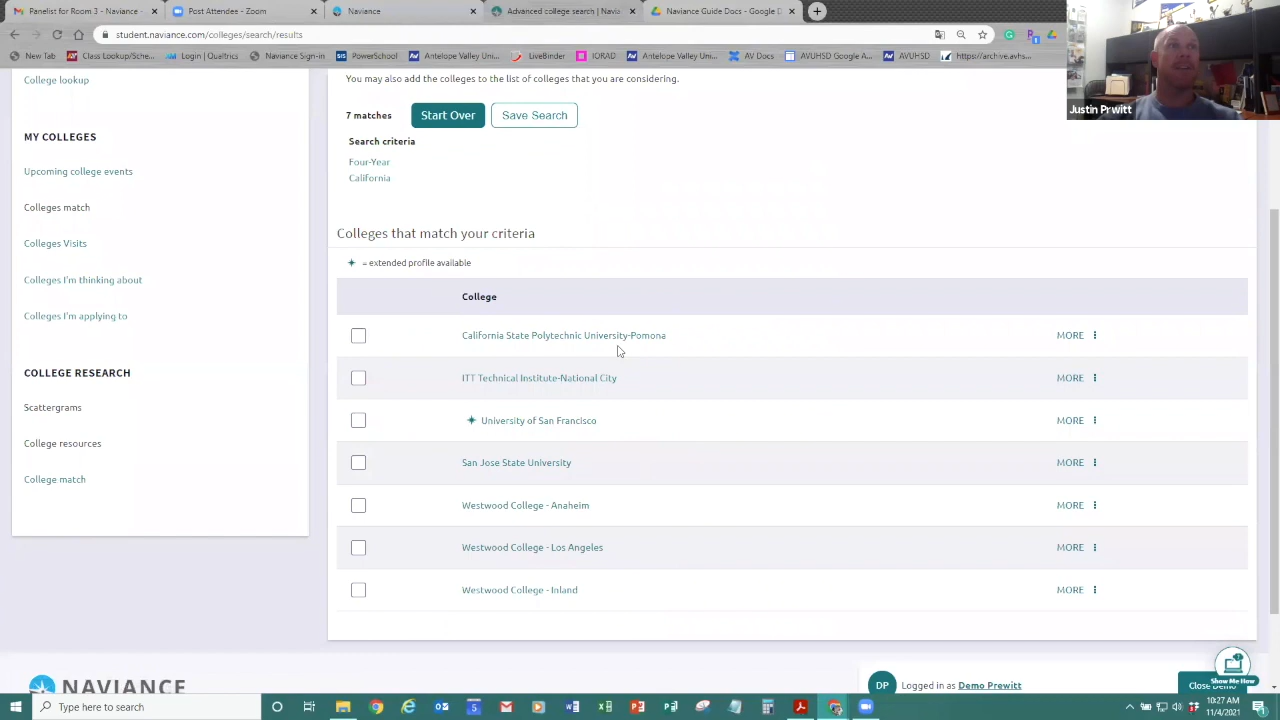 Panelist for Room 3 - Naviance:
Post Attendee - Zoom
Naviance
Advanced college search | Navi
Naviance Guide Docs - Google D
student.naviance.com/colleges/search/results
New Tab
Class Lookup/Sche...
Login | Quottrics
Naviance Sign-in
PowerSchool
Antelope Valley Uni...
LiveBinder
IORAD
Antelope Valley Uni...
AV Docs
AVUHSD Google A...
AVUHSD
https://archive.avhs...
Justin Prwitt
College lookup
MY COLLEGES
Upcoming college events
Colleges match
Colleges Visits
Colleges I'm thinking about
Colleges I'm applying to
COLLEGE RESEARCH
Scattergrams
College resources
College match
You may also add the colleges to the list of colleges that you are considering.
7 matches Start Over Save Search
Search criteria
Four-Year
California
Colleges that match your criteria
= extended profile available
College
California State Polytechnic University-Pomona MORE
ITT Technical Institute-National City MORE
University of San Francisco MORE
San Jose State University MORE
Westwood College - Anaheim MORE
Westwood College - Los Angeles MORE
Westwood College - Inland MORE
Show Me How
NAVIANCE
DP Logged in as Demo Prewitt Close Demo
Type here to search
10:27 AM
11/4/2021